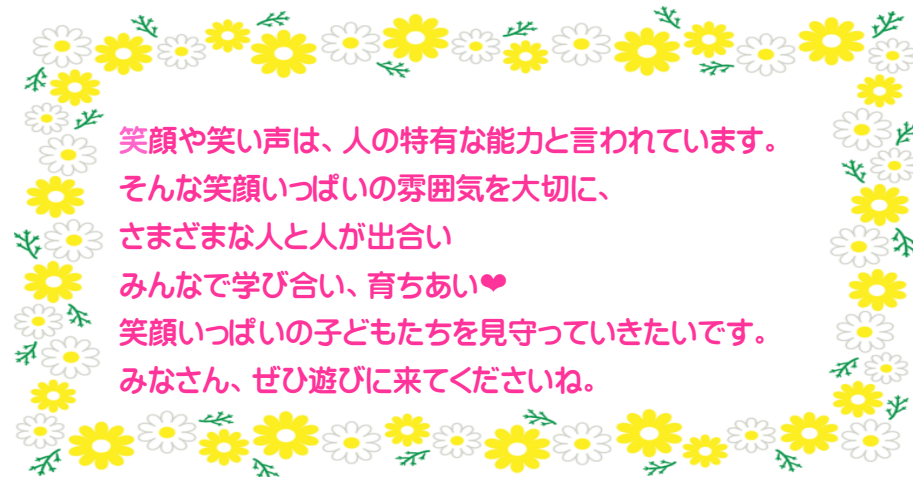 笑顔や笑い声は、人の特有な能力と言われています。
そんな笑顔いっぱいの雰囲気を大切に、
さまざまな人と人が出合い
みんなで学び合い、育ちあい❤
笑顔いっぱいの子どもたちを見守っていきたいです。
みなさん、ぜひ遊びに来てくださいね。